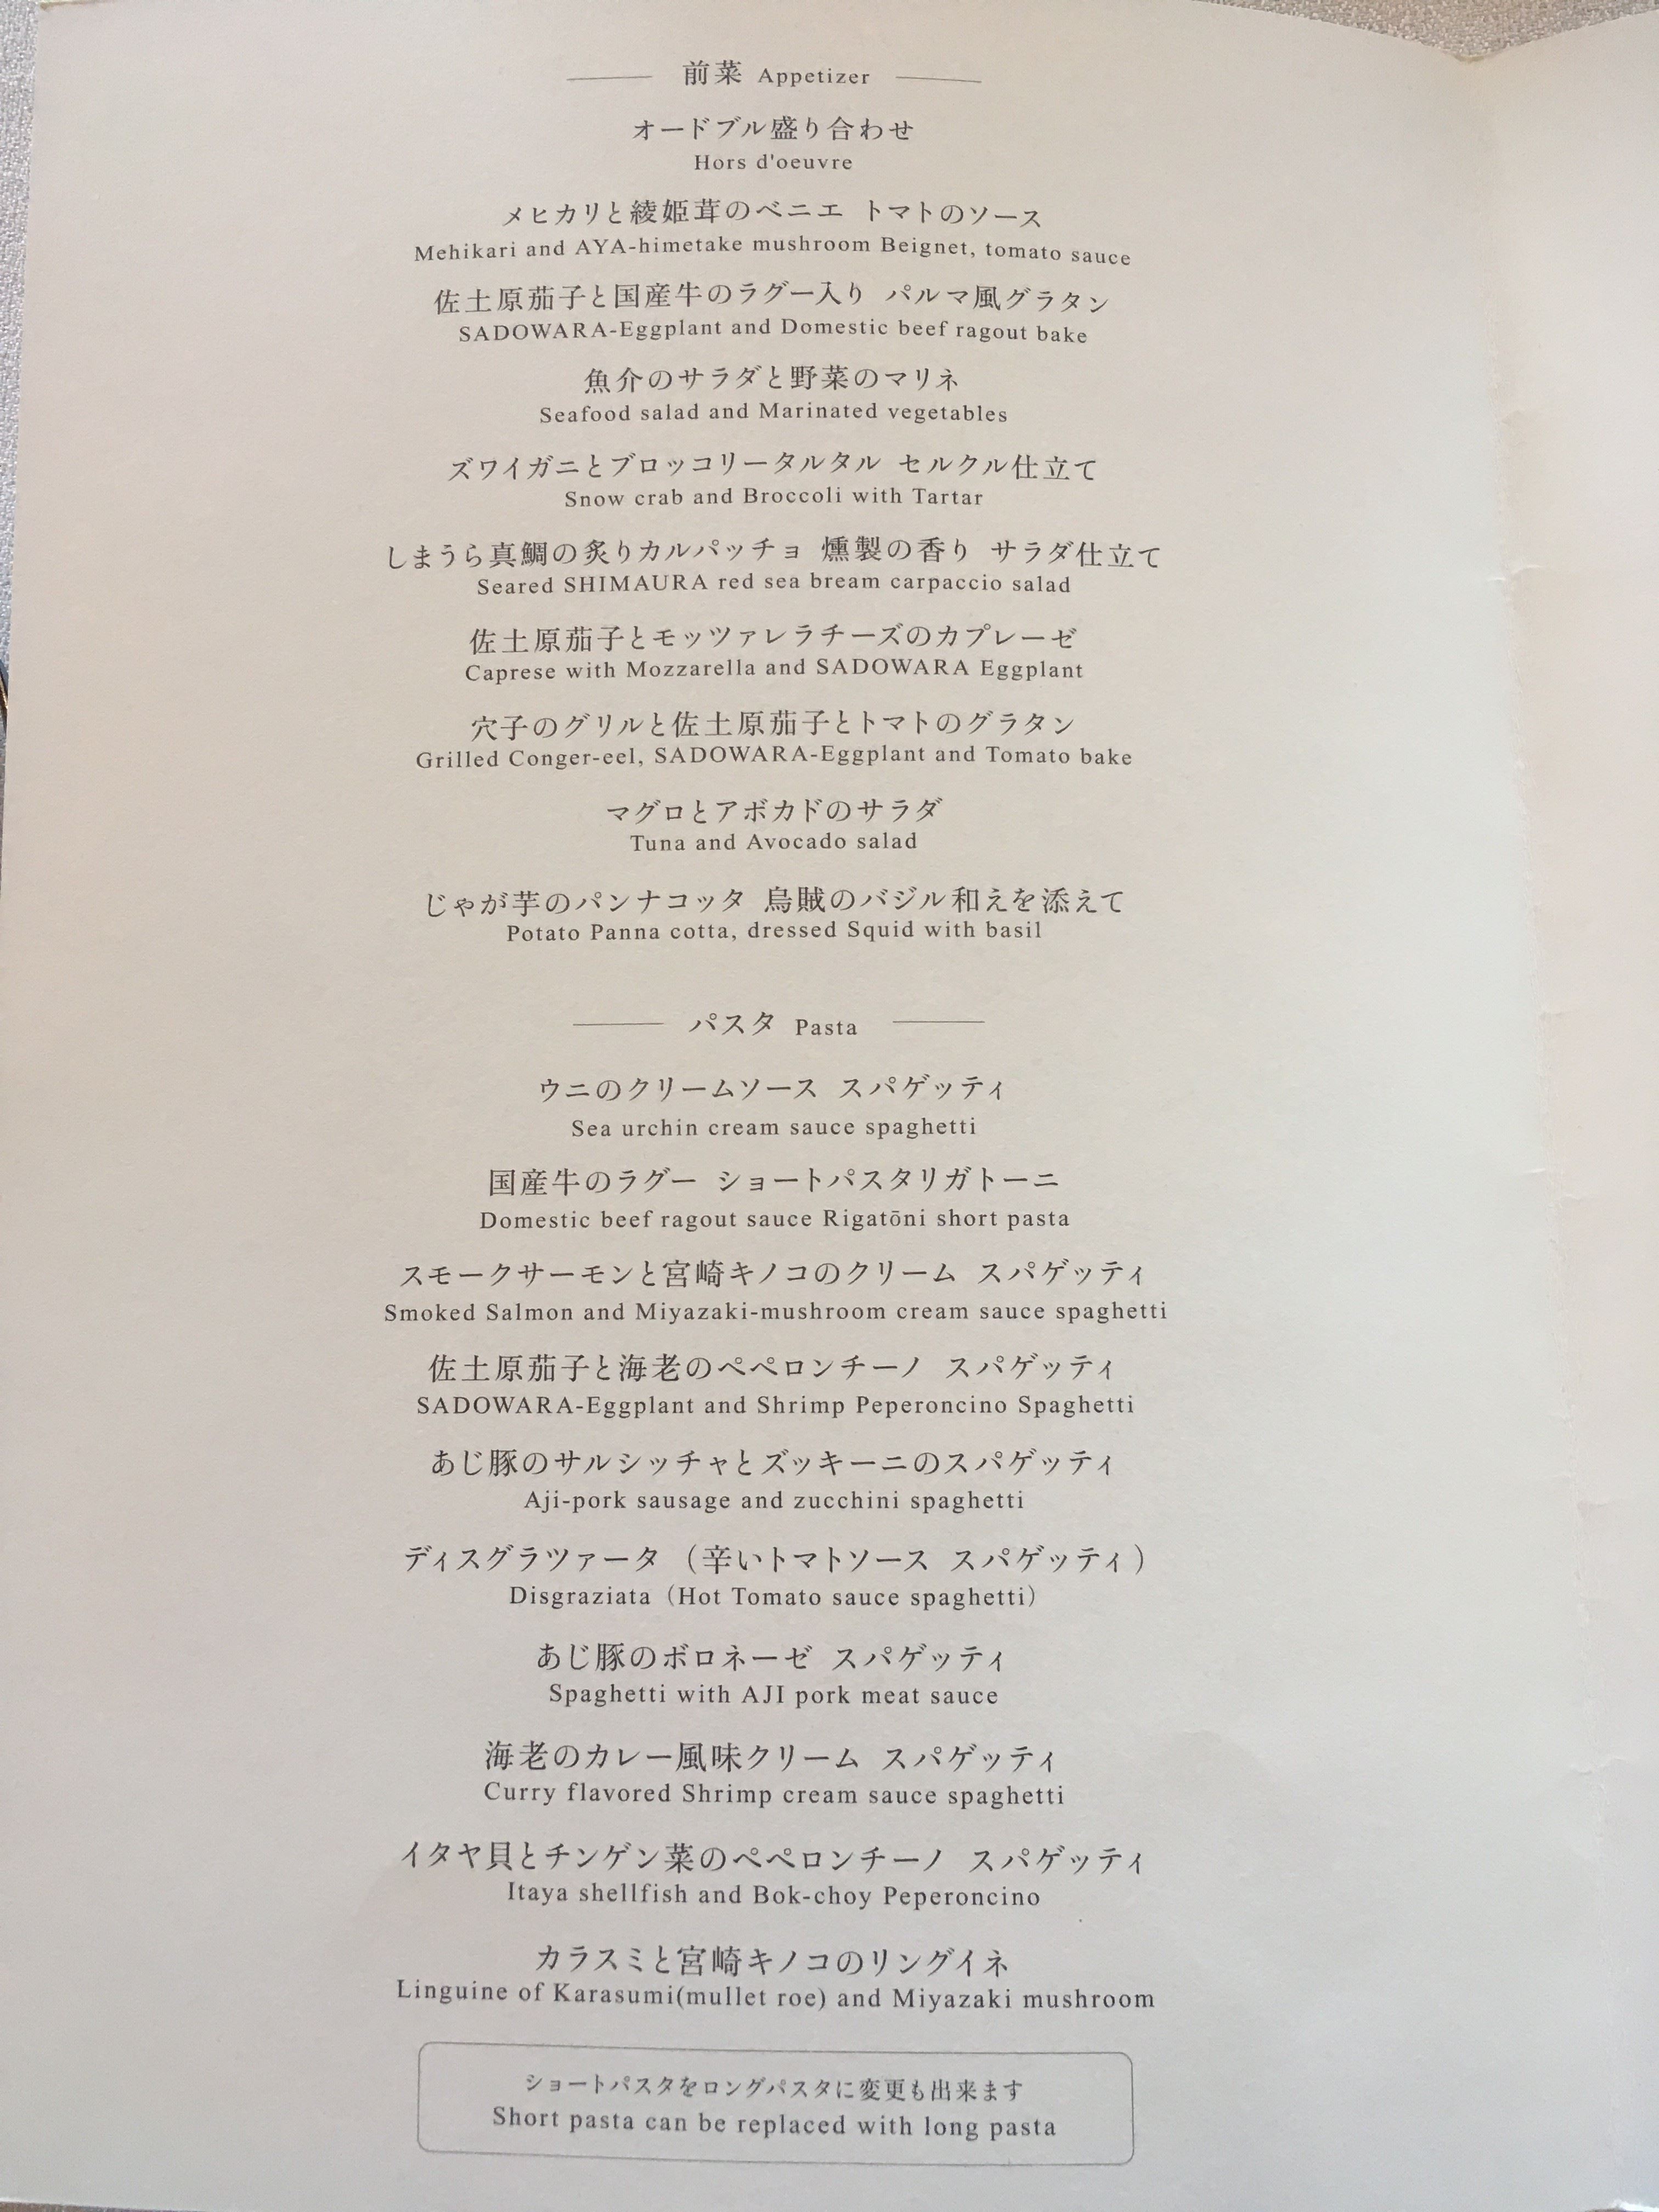 前菜 Appetizer
オードブル盛り合わせ
Hors d'oeuvre
メヒカリと綾姫茸のベニエ トマトのソース
Mehikari and AYA-himetake mushroom Beignet, tomato sauce
佐土原茄子と国産牛のラグー入り パルマ風グラタン
SADOWARA-Eggplant and Domestic beef ragout bake
魚介のサラダと野菜のマリネ
Seafood salad and Marinated vegetables
ズワイガニとブロッコリータルタル セルクル仕立て
Snow crab and Broccoli with Tartar
しまうら真鯛の炙りカルパッチョ 燻製の香り サラダ仕立て
Seared SHIMAURA red sea bream carpaccio salad
佐土原茄子とモッツァレラチーズのカプレーゼ
Caprese with Mozzarella and SADOWARA Eggplant
穴子のグリルと佐土原茄子とトマトのグラタン
Grilled Conger-eel, SADOWARA-Eggplant and Tomato bake
マグロとアボカドのサラダ
Tuna and Avocado salad
じゃが芋のパンナコッタ 烏賊のバジル和えを添えて
Potato Panna cotta, dressed Squid with basil
パスタ Pasta
ウニのクリームソース スパゲッティ
Sea urchin cream sauce spaghetti
国産牛のラグー ショートパスタリガトーニ
Domestic beef ragout sauce Rigatōni short pasta
スモークサーモンと宮崎キノコのクリーム スパゲッティ
Smoked Salmon and Miyazaki-mushroom cream sauce spaghetti
佐土原茄子と海老のペペロンチーノ スパゲッティ
SADOWARA-Eggplant and Shrimp Peperoncino Spaghetti
あじ豚のサルシッチャとズッキーニのスパゲッティ
Aji-pork sausage and zucchini spaghetti
ディスグラツァータ（辛いトマトソース スパゲッティ）
Disgraziata（Hot Tomato sauce spaghetti）
あじ豚のボロネーゼ スパゲッティ
Spaghetti with AJI pork meat sauce
海老のカレー風味クリーム スパゲッティ
Curry flavored Shrimp cream sauce spaghetti
イタヤ貝とチンゲン菜のペペロンチーノ スパゲッティ
Itaya shellfish and Bok-choy Peperoncino
カラスミと宮崎キノコのリングイネ
Linguine of Karasumi(mullet roe) and Miyazaki mushroom
ショートパスタをロングパスタに変更も出来ます
Short pasta can be replaced with long pasta